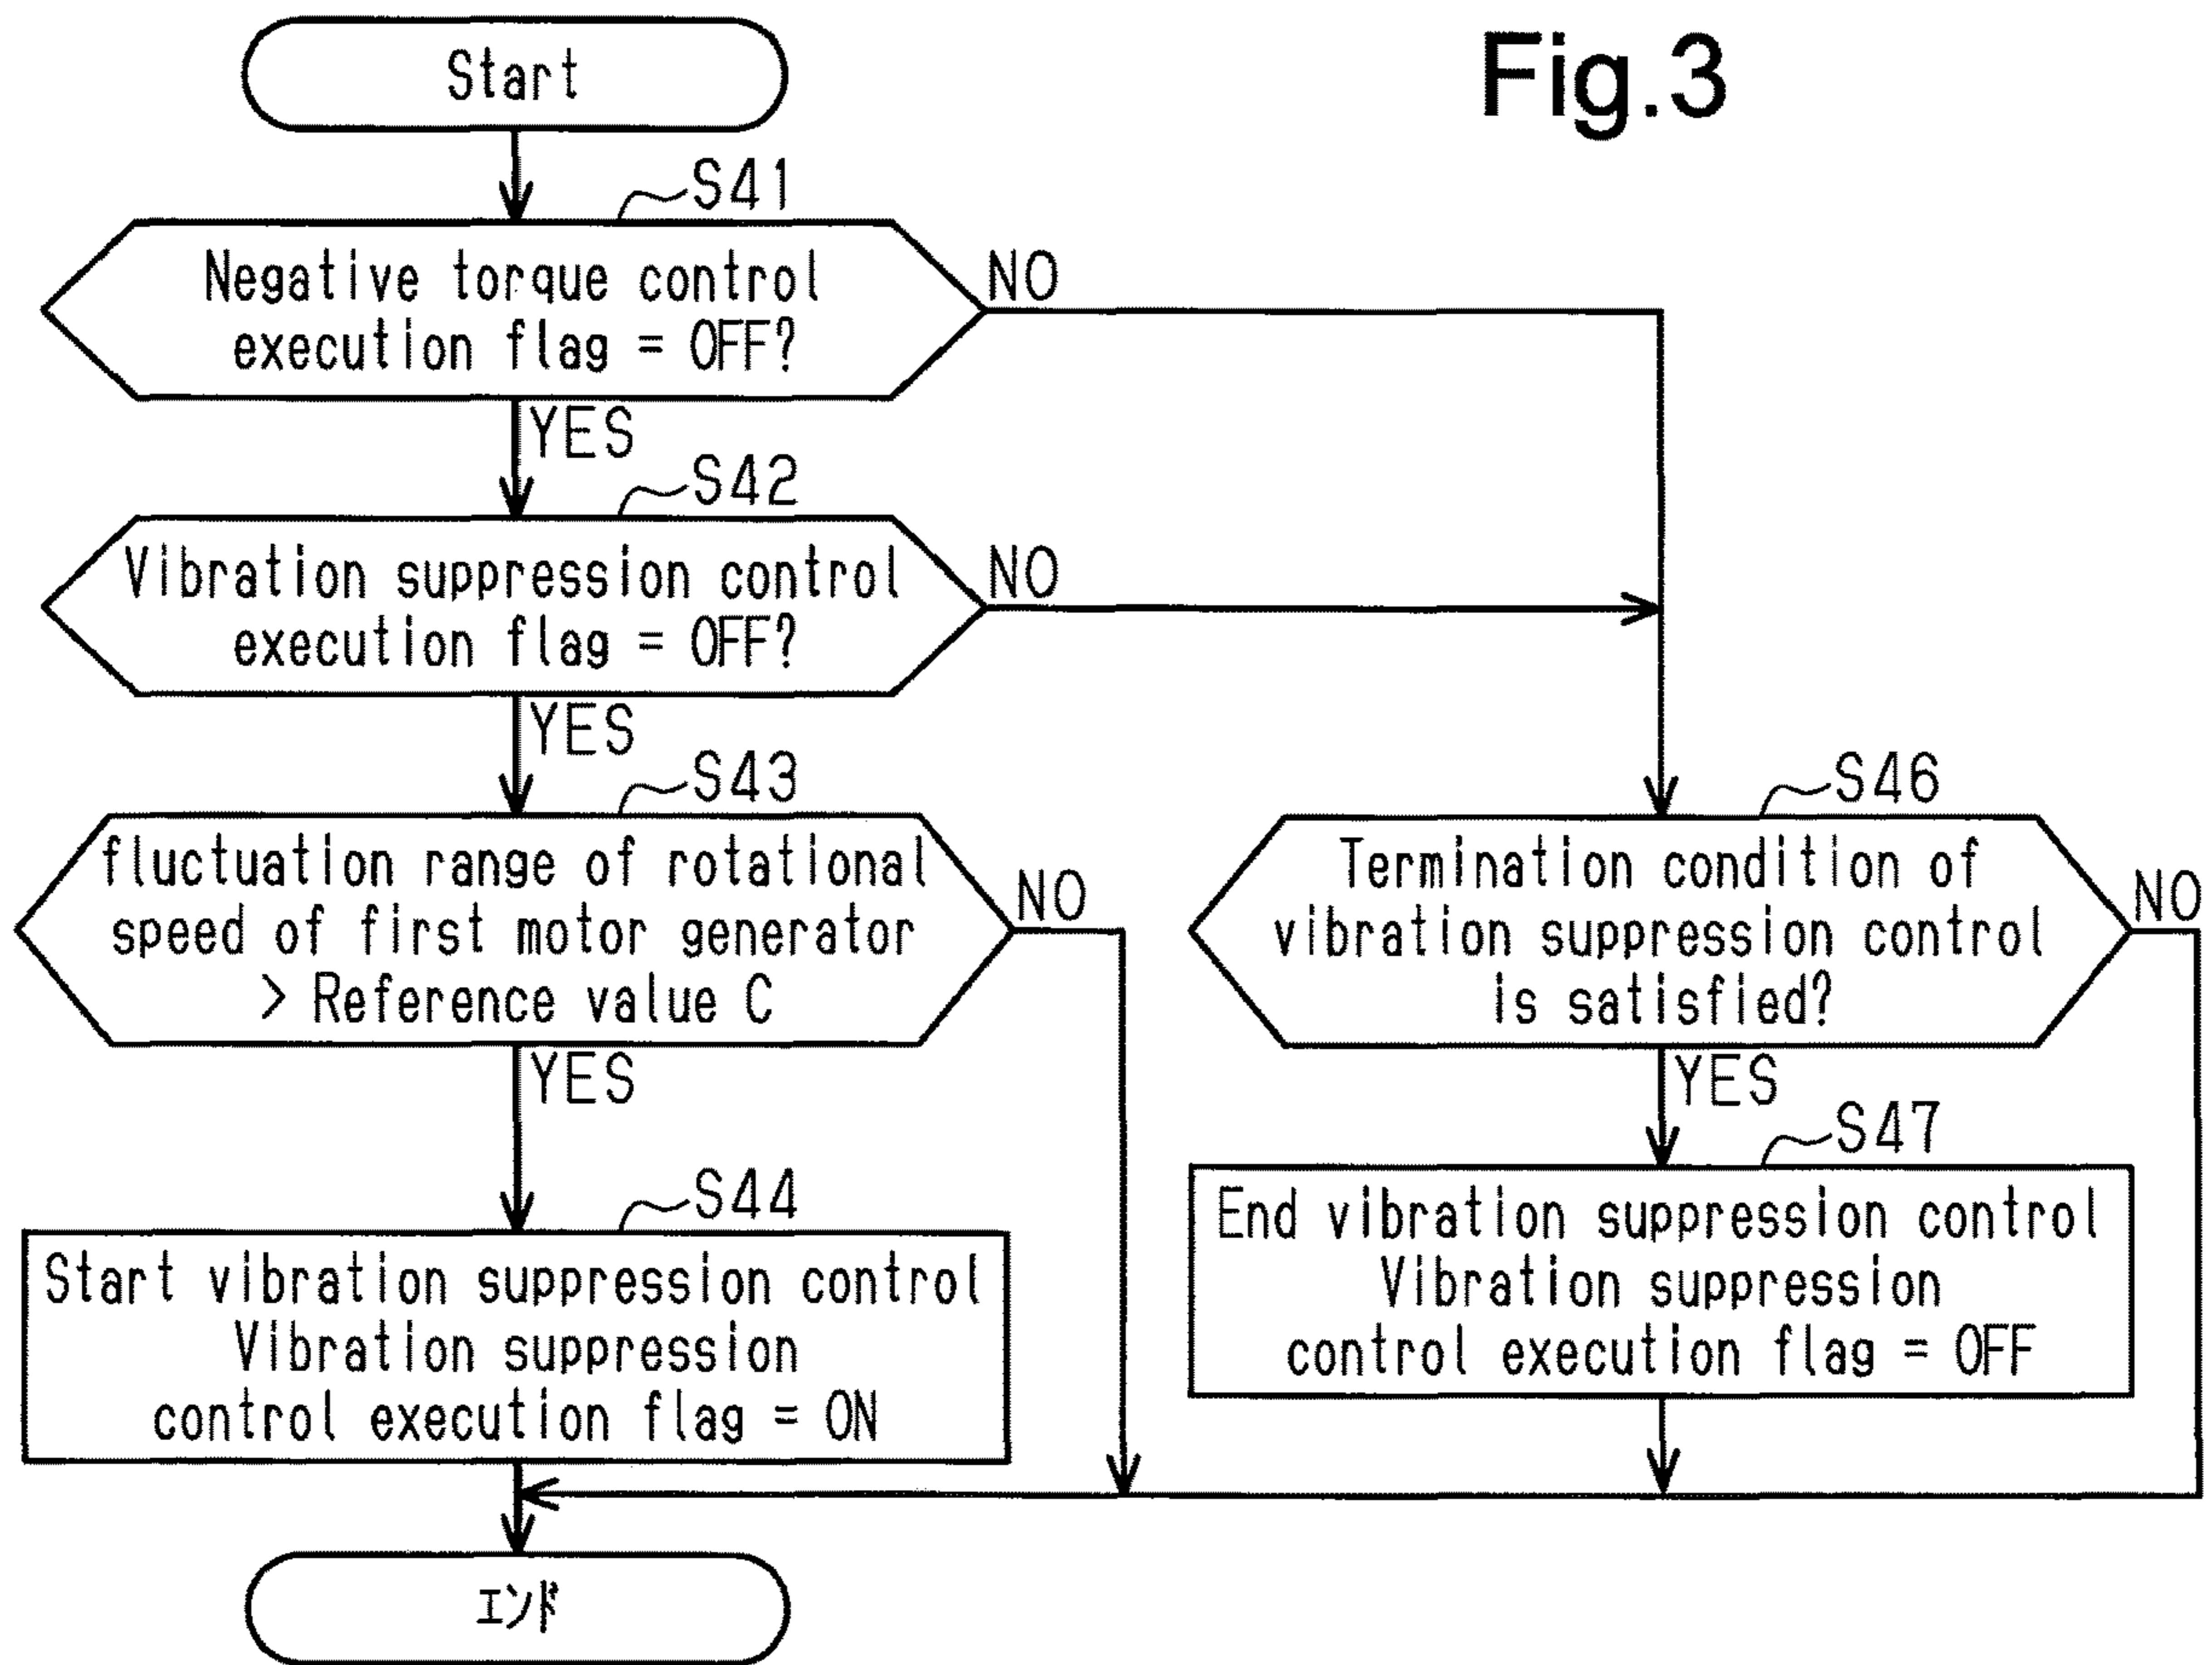 Fig.3
Start
S41
Negative torque control
execution flag = OFF?
NO
YES
S42
Vibration suppression control
execution flag = OFF?
NO
YES
S43
fluctuation range of rotational
speed of first motor generator
> Reference value C
NO
YES
S44
Start vibration suppression control
Vibration suppression
control execution flag = ON
S46
Termination condition of
vibration suppression control
is satisfied?
NO
YES
S47
End vibration suppression control
Vibration suppression
control execution flag = OFF
エンド